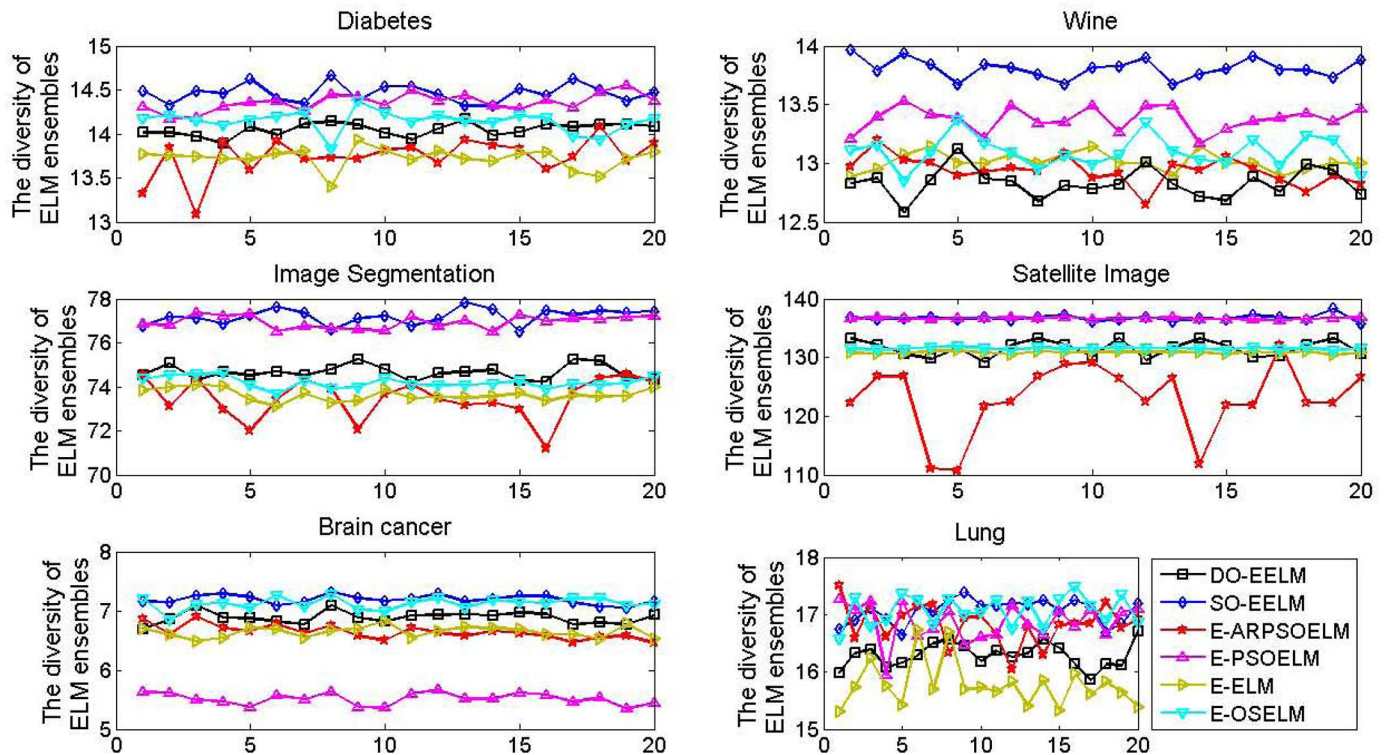 Diabetes
The diversity of
ELM ensembles
15
14.5
14
13.5
13
0 5 10 15 20
Wine
The diversity of
ELM ensembles
14
13.5
13
12.5
0 5 10 15 20
Image Segmentation
The diversity of
ELM ensembles
78
76
74
72
70
0 5 10 15 20
Satellite Image
The diversity of
ELM ensembles
140
130
120
110
0 5 10 15 20
Brain cancer
The diversity of
ELM ensembles
8
7
6
5
0 5 10 15 20
Lung
The diversity of
ELM ensembles
18
17
16
15
0 5 10 15 20
DO-EELM
SO-EELM
E-ARPSOELM
E-PSOELM
E-ELM
E-OSELM